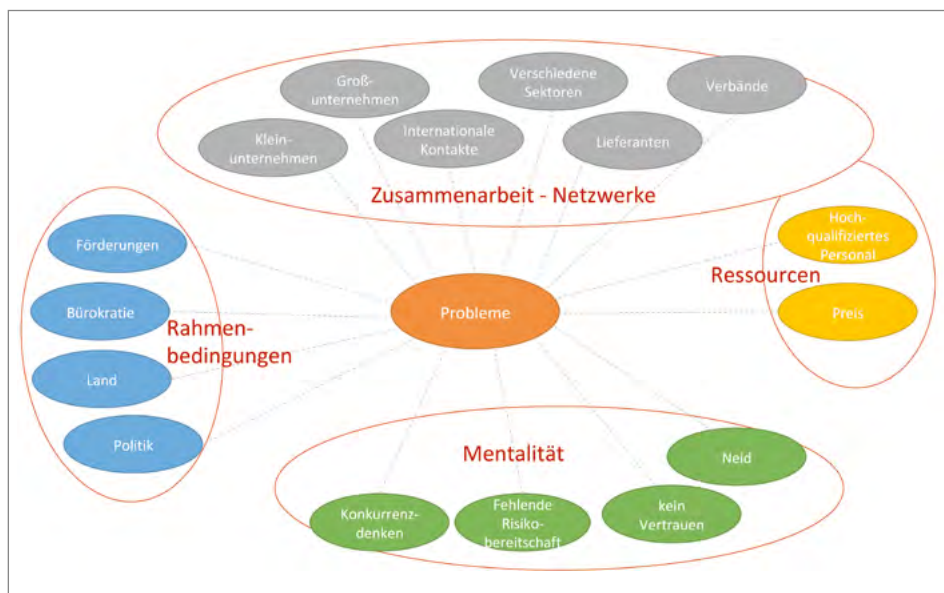 Groß-
unternehmen
Verschiedene
Sektoren
Verbände
Klein-
unternehmen
Internationale
Kontakte
Lieferanten
Zusammenarbeit - Netzwerke
Förderungen
Bürokratie
Rahmen-
bedingungen
Land
Politik
Probleme
Hoch-
qualifiziertes
Personal
Ressourcen
Preis
Mentalität
Neid
Konkurrenz-
denken
Fehlende
Risiko-
bereitschaft
kein
Vertrauen